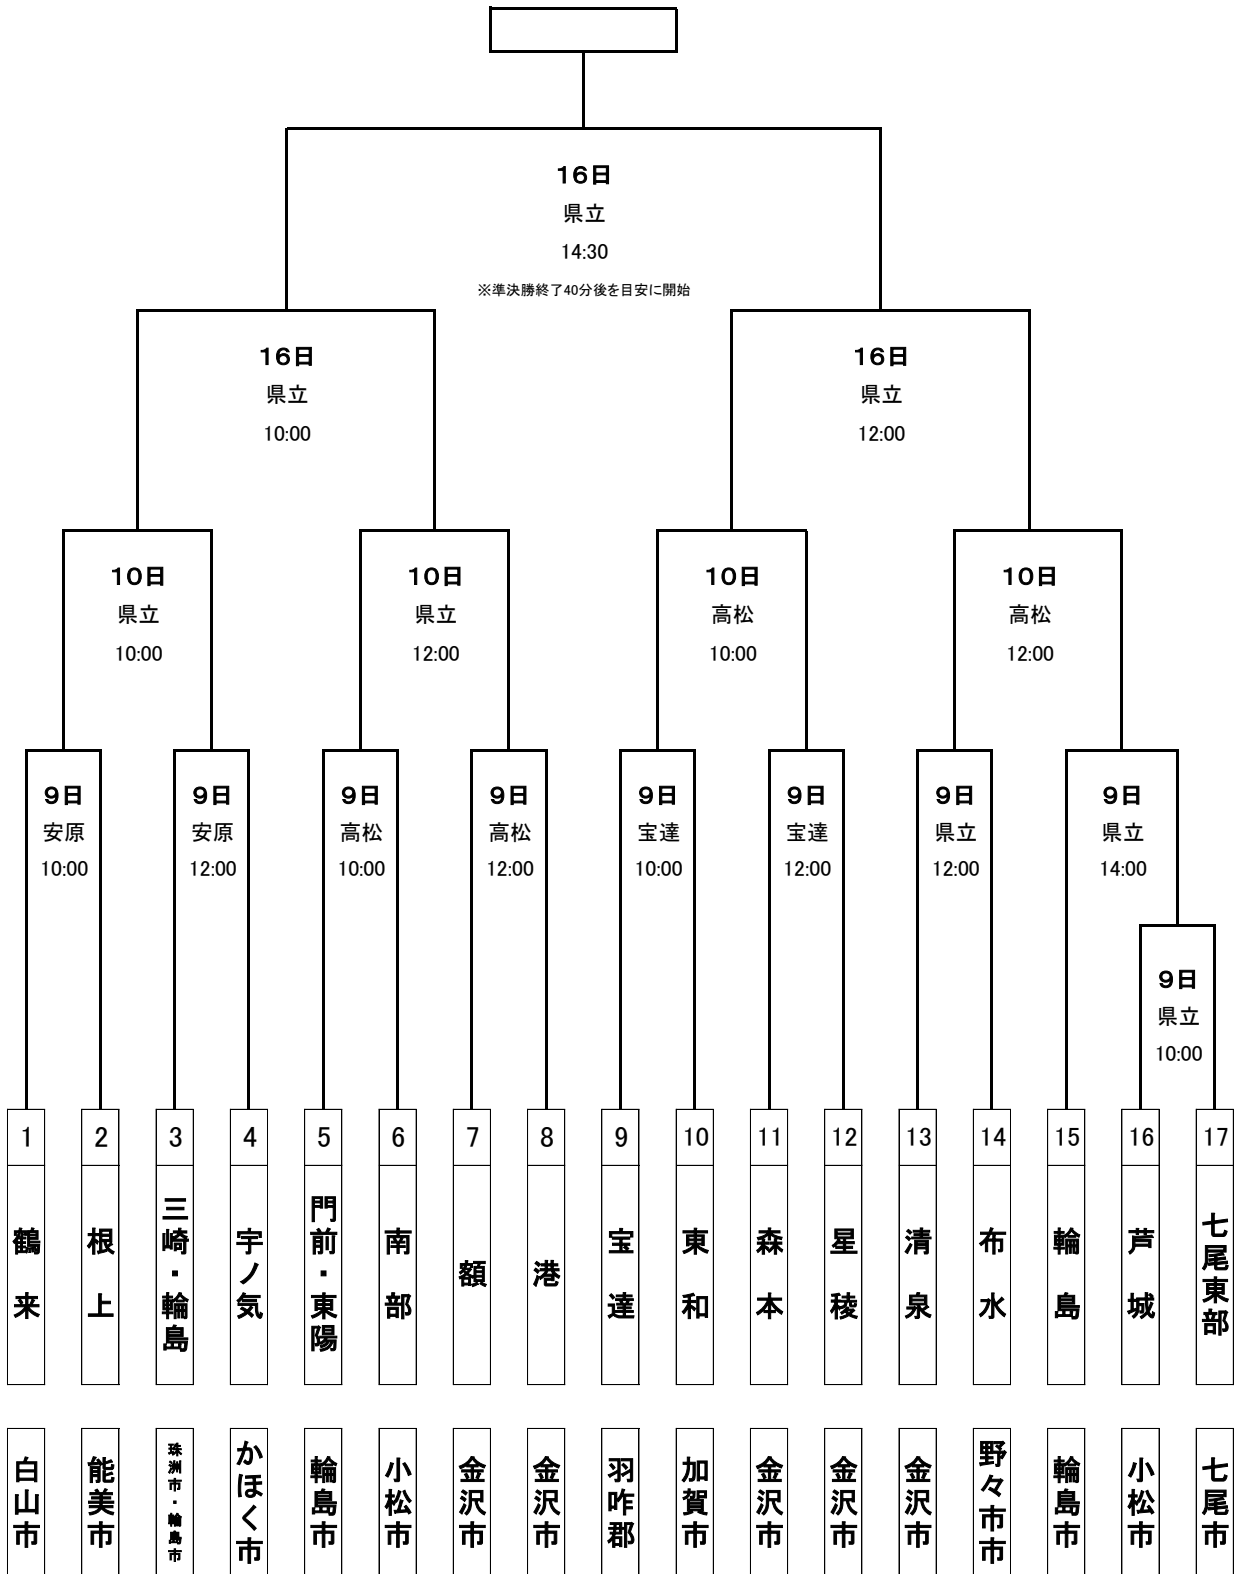 16日
県立
14:30
※準決勝終了40分後を目安に開始
16日
県立
10:00
16日
県立
12:00
10日
県立
10:00
10日
県立
12:00
10日
高松
10:00
10日
高松
12:00
9日
安原
10:00
9日
安原
12:00
9日
高松
10:00
9日
高松
12:00
9日
宝達
10:00
9日
宝達
12:00
9日
県立
12:00
9日
県立
14:00
9日
県立
10:00
1
鶴来
白山市
2
根上
能美市
3
三崎・輪島
珠洲市・輪島市
4
宇ノ気
かほく市
5
門前・東陽
輪島市
6
南部
小松市
7
額
金沢市
8
港
金沢市
9
宝達
羽咋郡
10
東和
加賀市
11
森本
金沢市
12
星稜
金沢市
13
清泉
金沢市
14
布水
野々市市
15
輪島
輪島市
16
芦城
小松市
17
七尾東部
七尾市